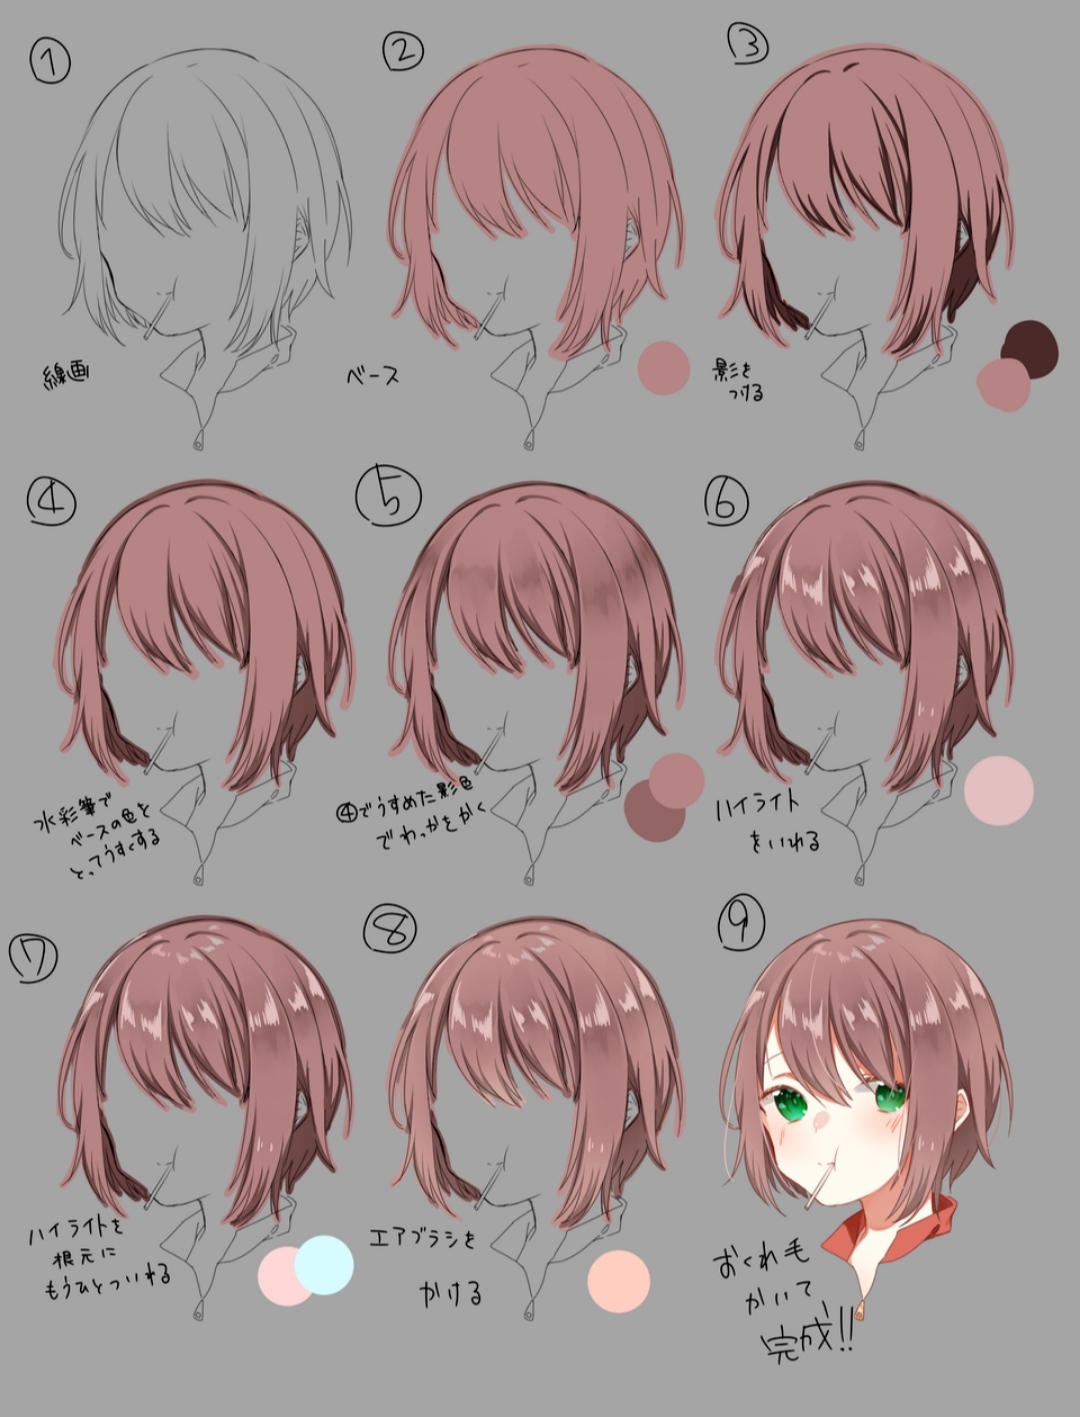 ①
線画
②
ベース
③
影を
つける
④
水彩筆で
ベースの色を
とってうすくする
⑤
④でうすめた影色
でわっかをかく
⑥
ハイライト
をいれる
⑦
ハイライトを
根元に
もうひとついれる
⑧
エアブラシを
かける
⑨
おくれ毛
かいて
完成!!